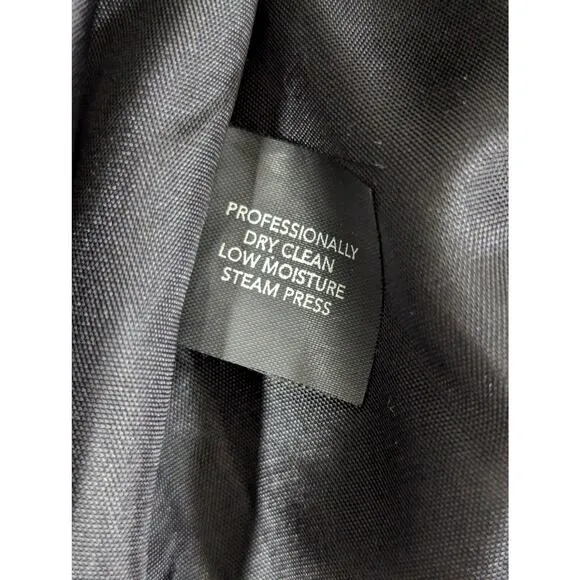 PROFESSIONALLY
DRY CLEAN
LOW MOISTURE
STEAM PRESS